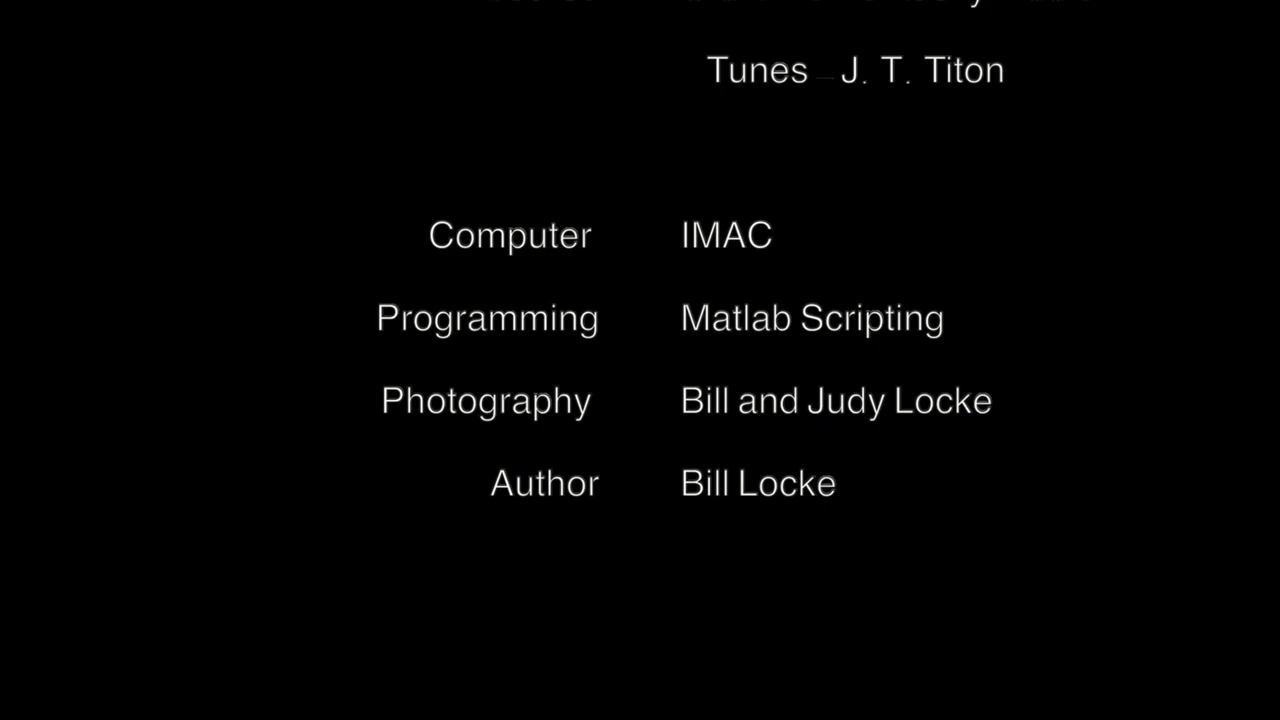 Tunes – J. T. Titon
Computer IMAC
Programming Matlab Scripting
Photography Bill and Judy Locke
Author Bill Locke